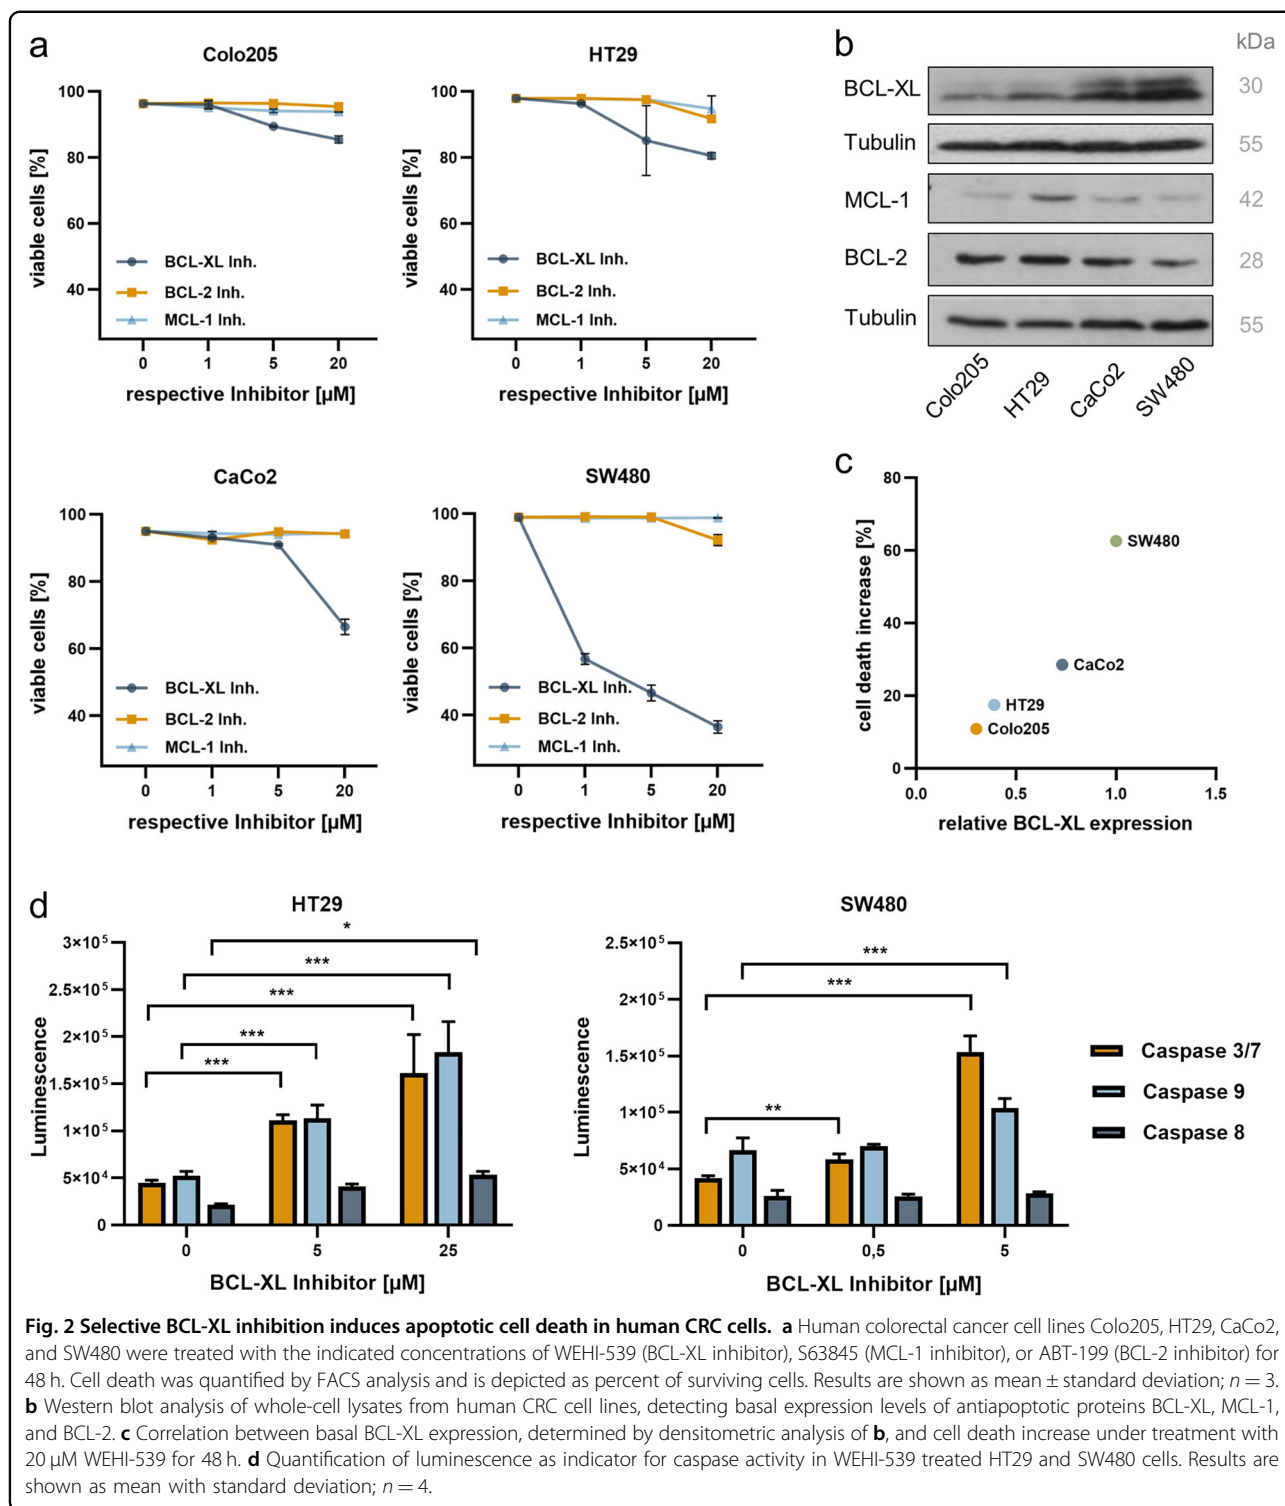 a
Colo205
100
80
60
40
viable cells [%]
BCL-XL Inh.
BCL-2 Inh.
MCL-1 Inh.
0 1 5 20
respective Inhibitor [µM]
HT29
100
80
60
40
viable cells [%]
BCL-XL Inh.
BCL-2 Inh.
MCL-1 Inh.
0 1 5 20
respective Inhibitor [µM]
CaCo2
100
80
60
40
viable cells [%]
BCL-XL Inh.
BCL-2 Inh.
MCL-1 Inh.
0 1 5 20
respective Inhibitor [µM]
SW480
100
80
60
40
viable cells [%]
BCL-XL Inh.
BCL-2 Inh.
MCL-1 Inh.
0 1 5 20
respective Inhibitor [µM]
b
kDa
BCL-XL 30
Tubulin 55
MCL-1 42
BCL-2 28
Tubulin 55
Colo205 HT29 CaCo2 SW480
c
80
60
40
20
0
cell death increase [%]
SW480
CaCo2
HT29
Colo205
0.0 0.5 1.0 1.5
relative BCL-XL expression
d
HT29
3×10⁵
2.5×10⁵
2×10⁵
1.5×10⁵
1×10⁵
5×10⁴
0
Luminescence
*
***
***
***
***
0 5 25
BCL-XL Inhibitor [µM]
SW480
2.5×10⁵
2×10⁵
1.5×10⁵
1×10⁵
5×10⁴
0
Luminescence
***
***
**
0 0,5 5
BCL-XL Inhibitor [µM]
Caspase 3/7
Caspase 9
Caspase 8
Fig. 2 Selective BCL-XL inhibition induces apoptotic cell death in human CRC cells. a Human colorectal cancer cell lines Colo205, HT29, CaCo2,
and SW480 were treated with the indicated concentrations of WEHI-539 (BCL-XL inhibitor), S63845 (MCL-1 inhibitor), or ABT-199 (BCL-2 inhibitor) for
48 h. Cell death was quantified by FACS analysis and is depicted as percent of surviving cells. Results are shown as mean ± standard deviation; n = 3.
b Western blot analysis of whole-cell lysates from human CRC cell lines, detecting basal expression levels of antiapoptotic proteins BCL-XL, MCL-1,
and BCL-2. c Correlation between basal BCL-XL expression, determined by densitometric analysis of b, and cell death increase under treatment with
20 µM WEHI-539 for 48 h. d Quantification of luminescence as indicator for caspase activity in WEHI-539 treated HT29 and SW480 cells. Results are
shown as mean with standard deviation; n = 4.